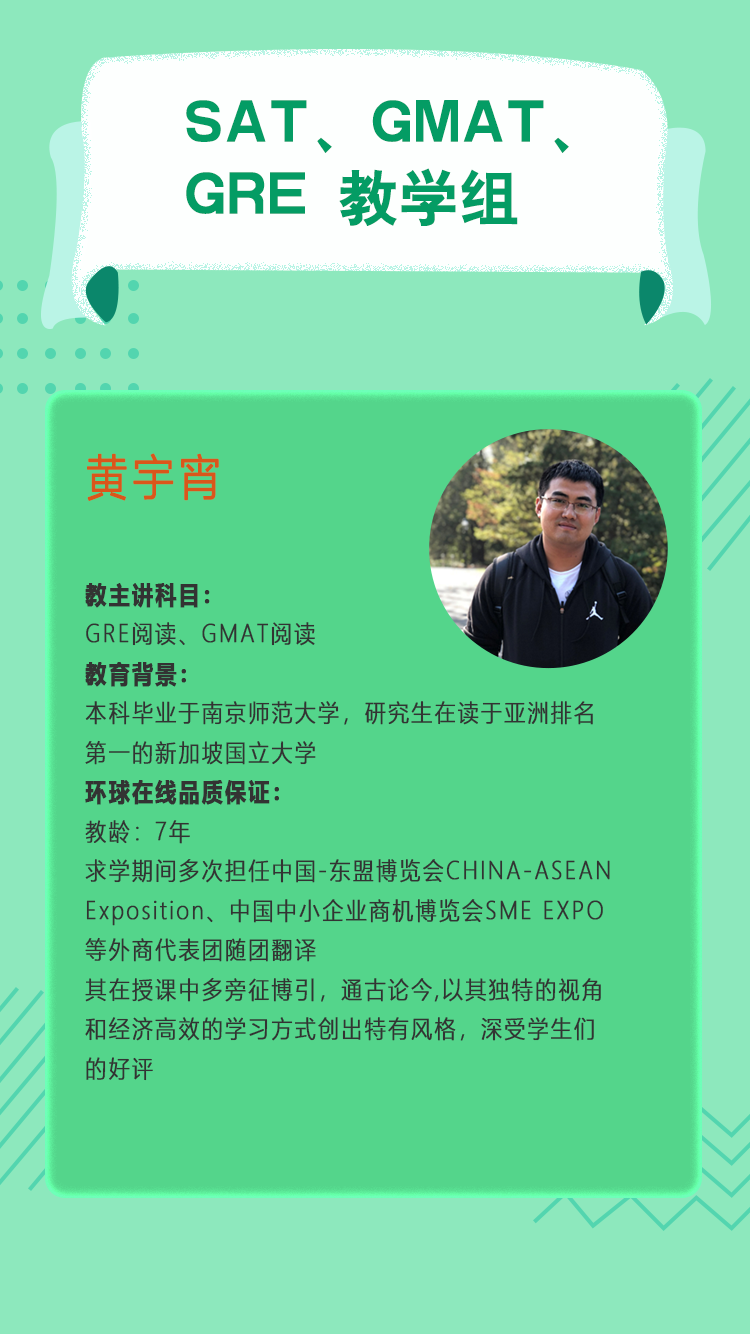 SAT、GMAT、
GRE 教学组
黄宇宵
教主讲科目：
GRE阅读、GMAT阅读
教育背景：
本科毕业于南京师范大学，研究生在读于亚洲排名
第一的新加坡国立大学
环球在线品质保证：
教龄：7年
求学期间多次担任中国-东盟博览会CHINA-ASEAN
Exposition、中国中小企业商机博览会SME EXPO
等外商代表团随团翻译
其在授课中多旁征博引，通古论今,以其独特的视角
和经济高效的学习方式创出特有风格，深受学生们
的好评